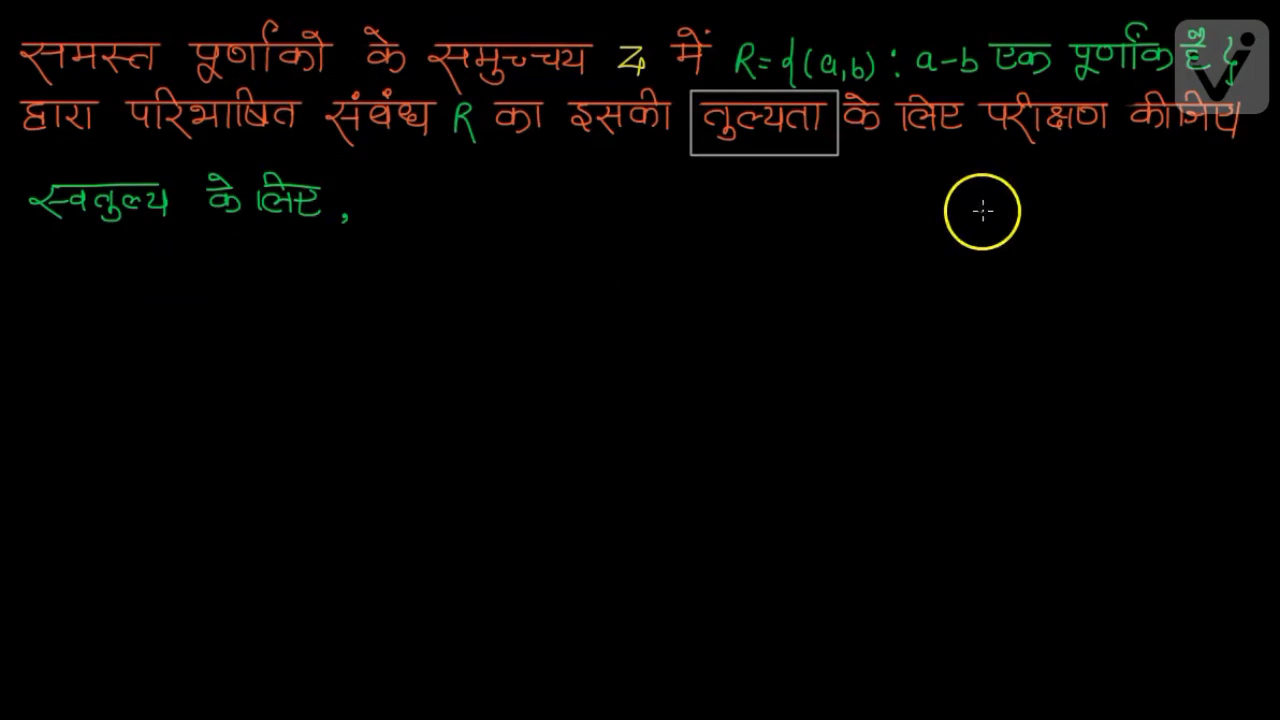 समस्त पूर्णाको के समुच्चय Z में R={(a,b) : a-b एक पूर्णांक है}
द्वारा परिभाषित संबंध R का इसकी तुल्यता के लिए परीक्षण कीजिए
स्वतुल्य के लिए,